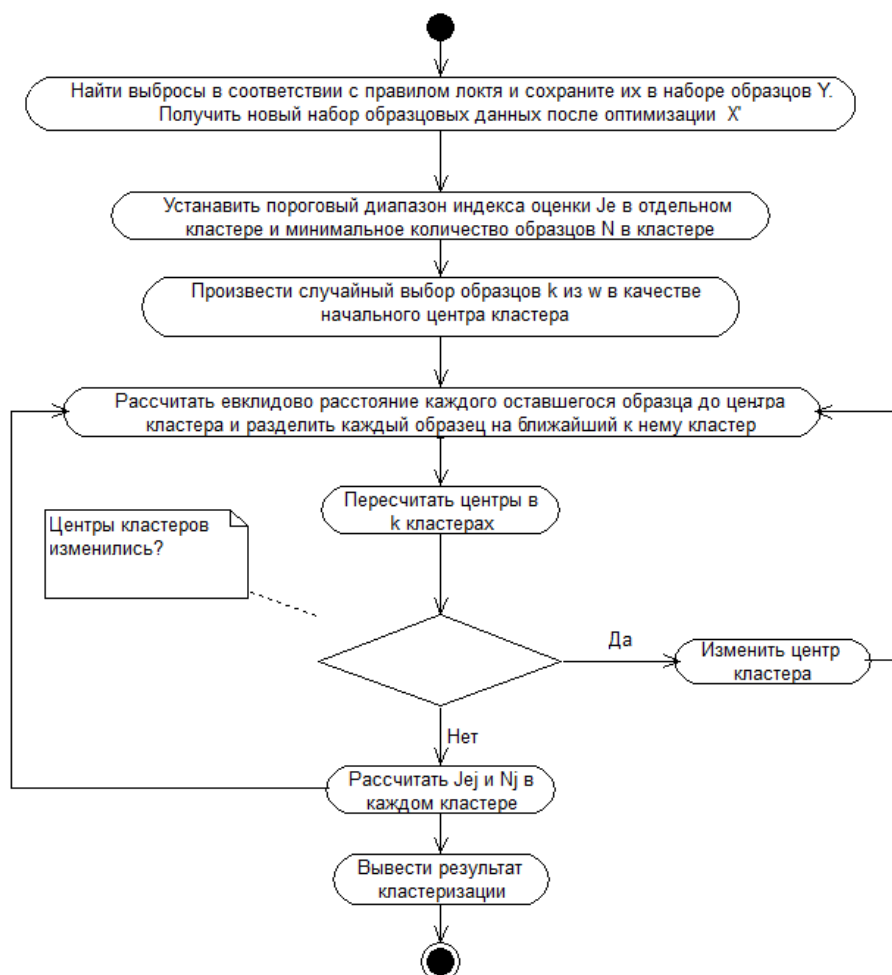 Найти выбросы в соответствии с правилом локтя и сохраните их в наборе образцов Y.
Получить новый набор образцовых данных после оптимизации X'
Устанавить пороговый диапазон индекса оценки Je в отдельном
кластере и минимальное количество образцов N в кластере
Произвести случайный выбор образцов k из w в качестве
начального центра кластера
Рассчитать евклидово расстояние каждого оставшегося образца до центра
кластера и разделить каждый образец на ближайший к нему кластер
Пересчитать центры в
k кластерах
Центры кластеров
изменились?
Да
Изменить центр
кластера
Нет
Рассчитать Jej и Nj в
каждом кластере
Вывести результат
кластеризации